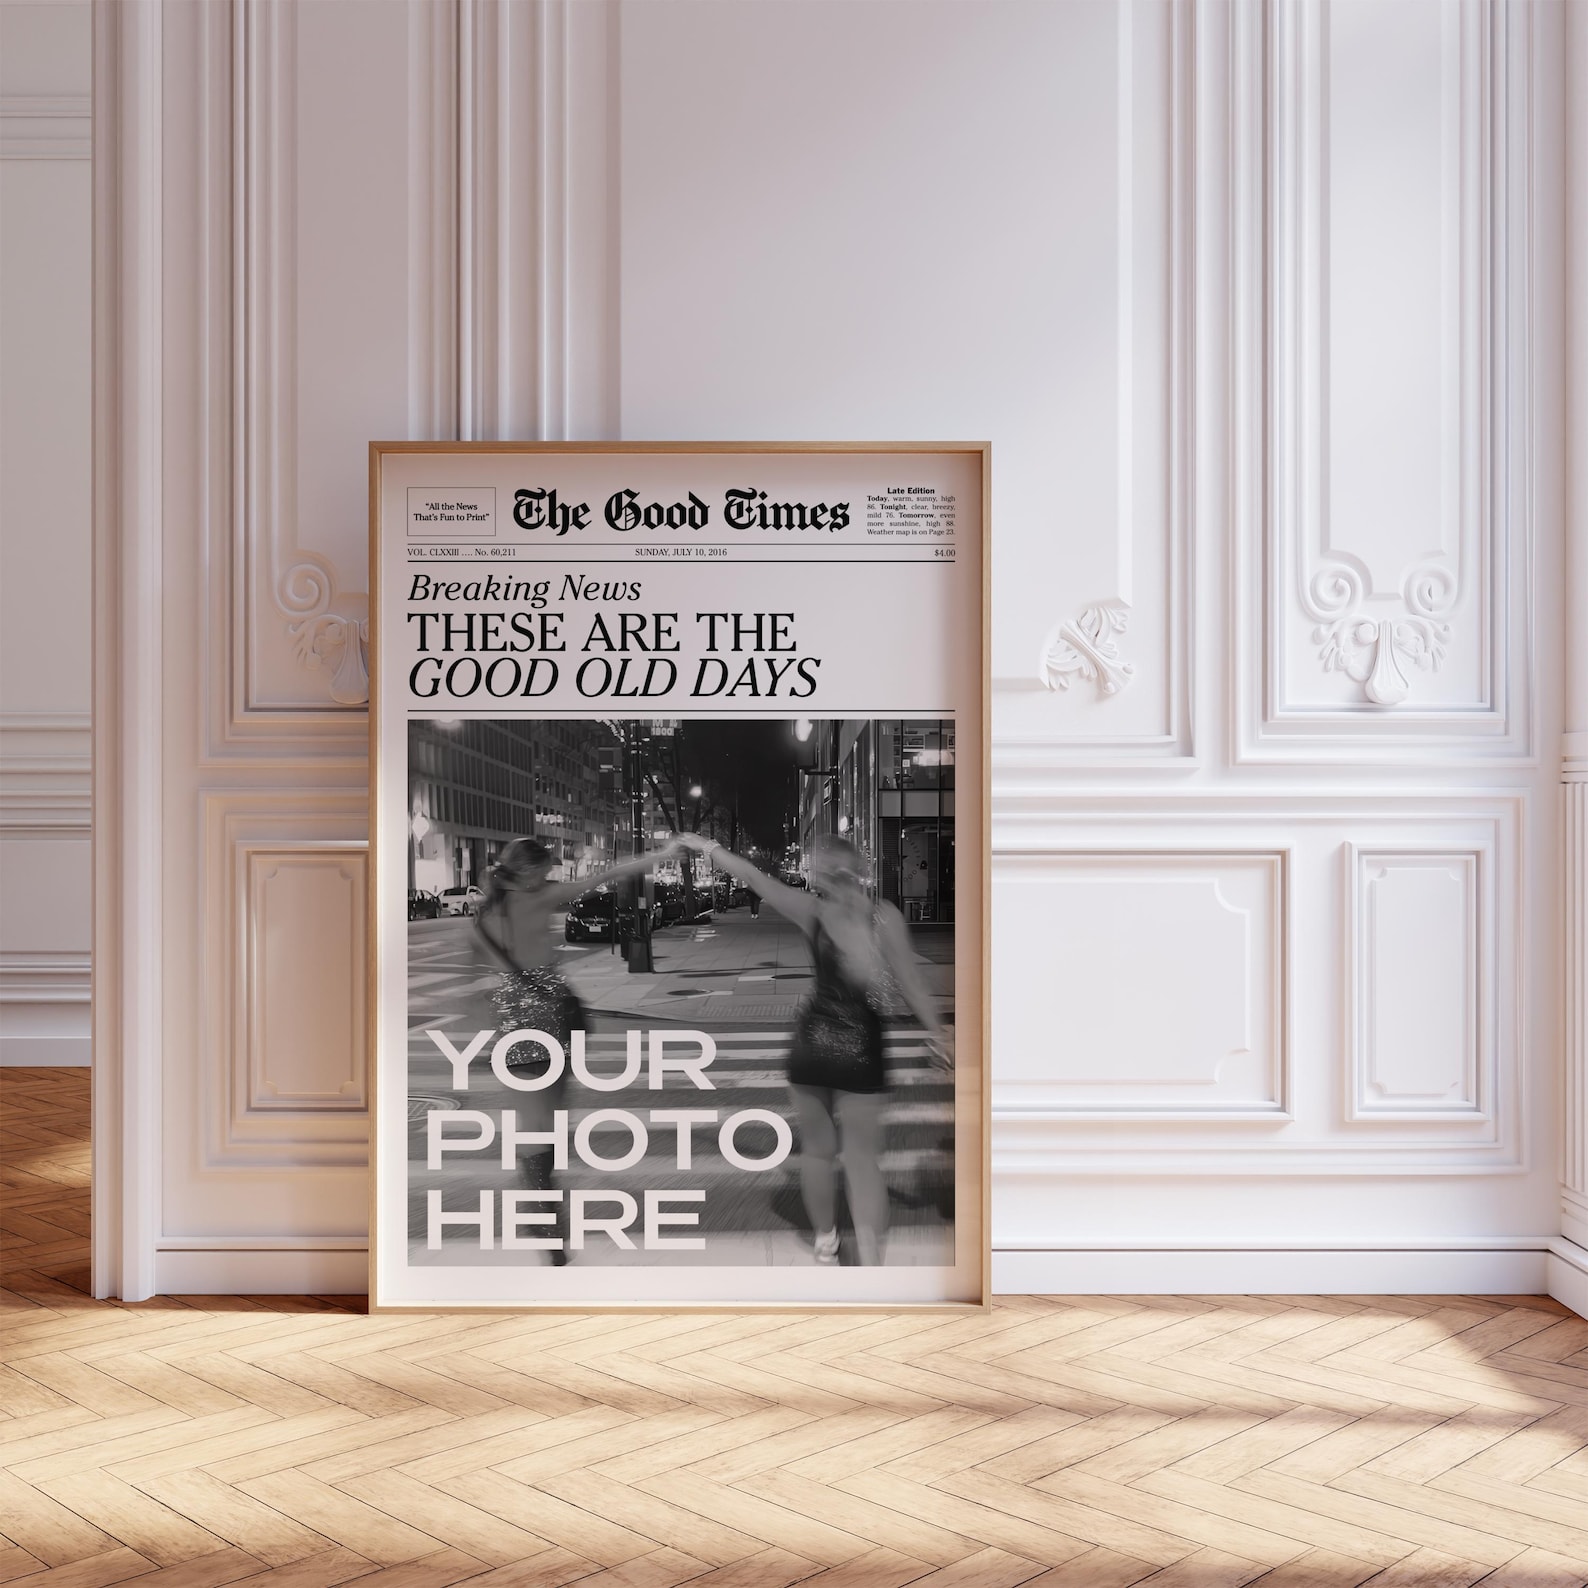 “All the News
That’s Fun to Print”
The Good Times
Late Edition
Today, warm, sunny, high
86. Tonight, clear, breezy,
mild 76. Tomorrow, even
more sunshine, high 88.
Weather map is on Page 23.
VOL. CLXXIII .... No. 60,211
SUNDAY, JULY 10, 2016
$4.00
Breaking News
THESE ARE THE
GOOD OLD DAYS
YOUR
PHOTO
HERE